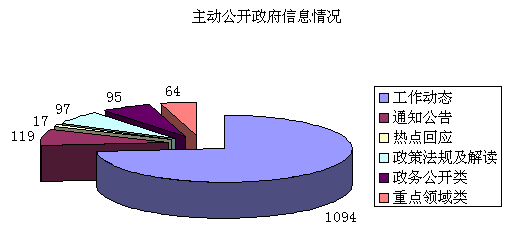 主动公开政府信息情况
64
95
97
17
119
1094
工作动态
通知公告
热点回应
政策法规及解读
政务公开类
重点领域类